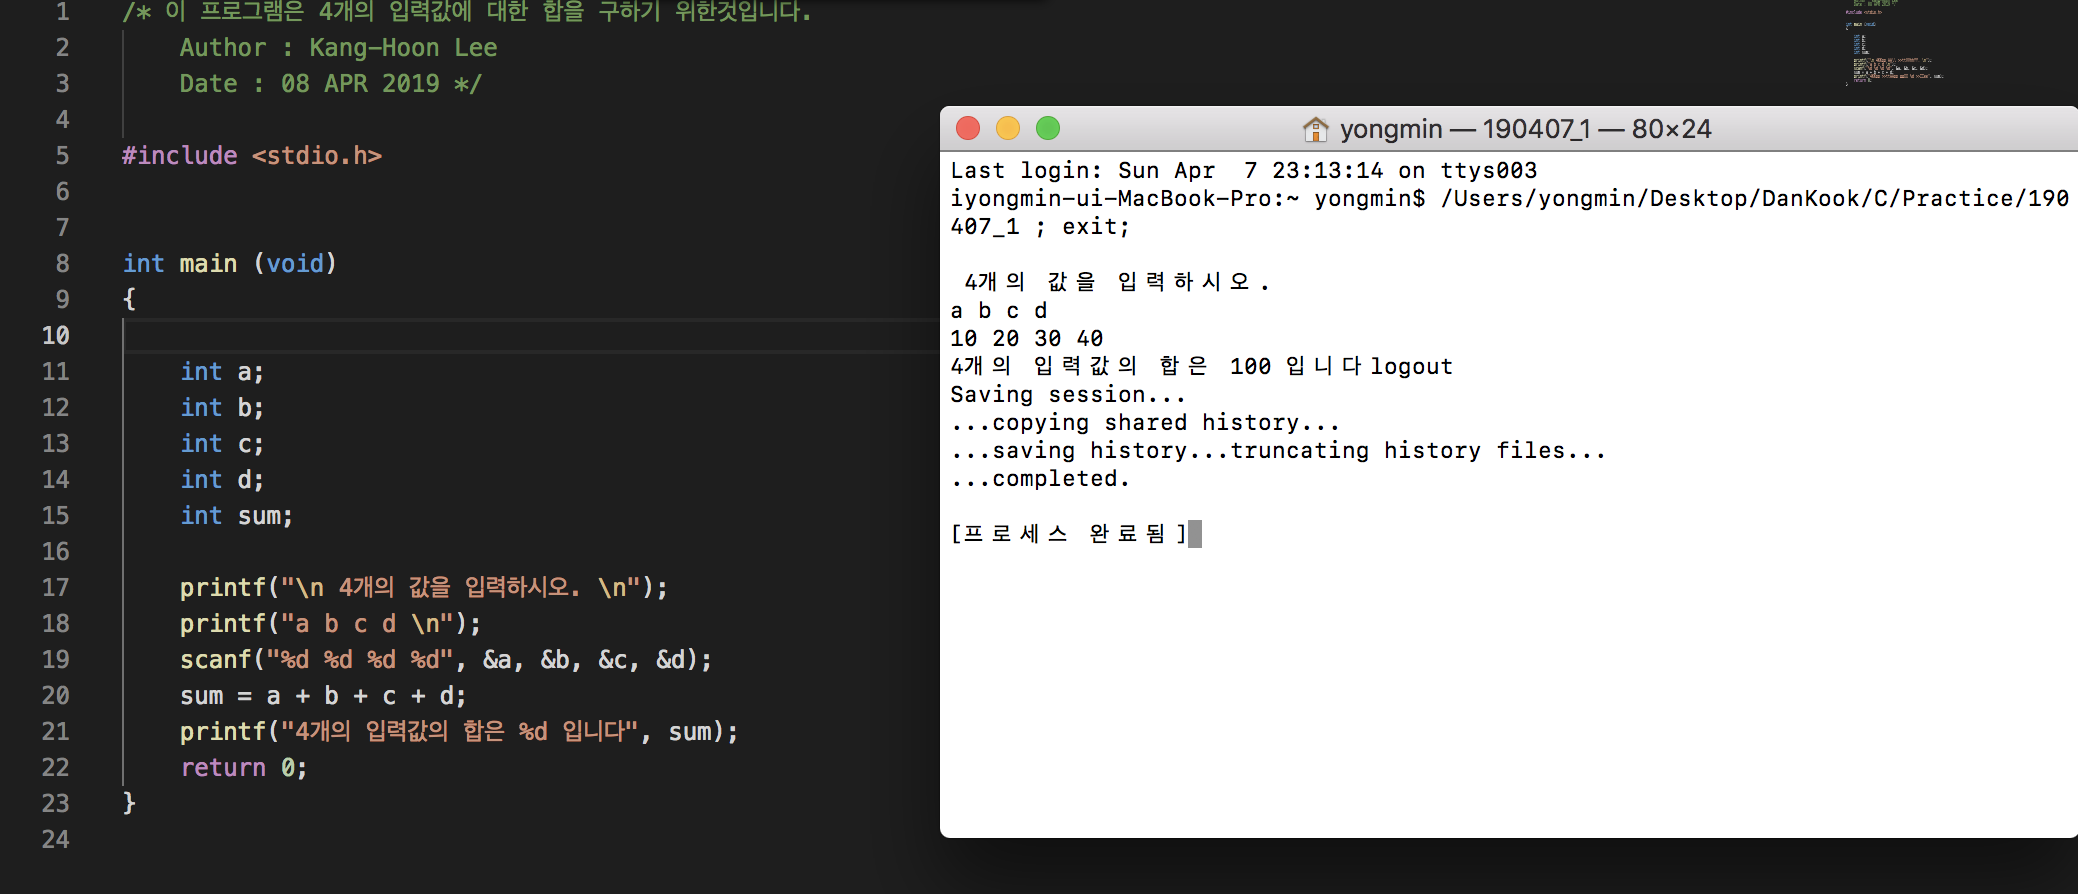 1 /* 이 프로그램은 4개의 입력값에 대한 합을 구하기 위한것입니다.
2 Author : Kang-Hoon Lee
3 Date : 08 APR 2019 */
4
5 #include <stdio.h>
6
7
8 int main (void)
9 {
10
11 int a;
12 int b;
13 int c;
14 int d;
15 int sum;
16
17 printf("\n 4개의 값을 입력하시오. \n");
18 printf("a b c d \n");
19 scanf("%d %d %d %d", &a, &b, &c, &d);
20 sum = a + b + c + d;
21 printf("4개의 입력값의 합은 %d 입니다", sum);
22 return 0;
23 }
24
yongmin — 190407_1 — 80×24
Last login: Sun Apr  7 23:13:14 on ttys003
iyongmin-ui-MacBook-Pro:~ yongmin$ /Users/yongmin/Desktop/DanKook/C/Practice/190
407_1 ; exit;
4개의 값을 입력하시오.
a b c d
10 20 30 40
4개의 입력값의 합은 100 입니다logout
Saving session...
...copying shared history...
...saving history...truncating history files...
...completed.
[프로세스 완료됨]